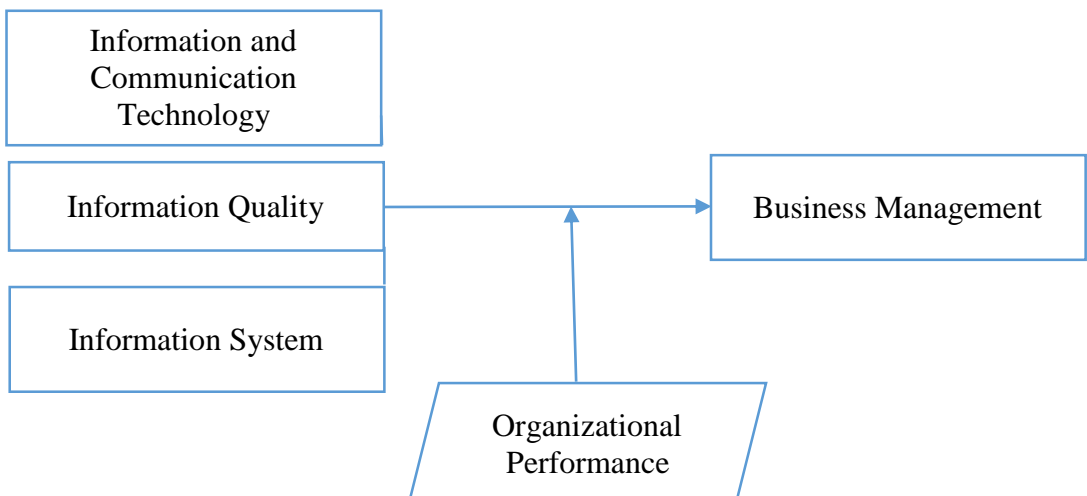 Information and
Communication
Technology
Information Quality
Business Management
Information System
Organizational
Performance